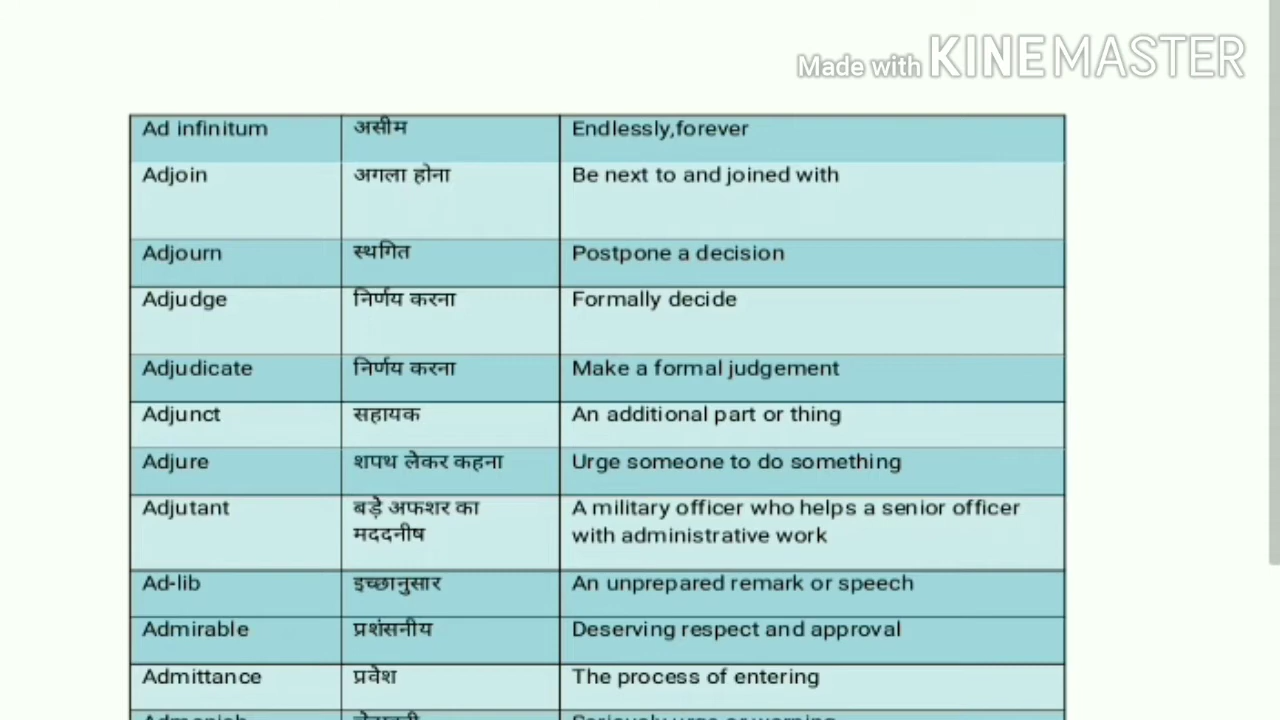 Made with KINEMASTER
Ad infinitum असीम Endlessly,forever
Adjoin अगला होना Be next to and joined with
Adjourn स्थगित Postpone a decision
Adjudge निर्णय करना Formally decide
Adjudicate निर्णय करना Make a formal judgement
Adjunct सहायक An additional part or thing
Adjure शपथ लेकर कहना Urge someone to do something
Adjutant बड़े अफशर का A military officer who helps a senior officer
मददनीष with administrative work
Ad-lib इच्छानुसार An unprepared remark or speech
Admirable प्रशंसनीय Deserving respect and approval
Admittance प्रवेश The process of entering